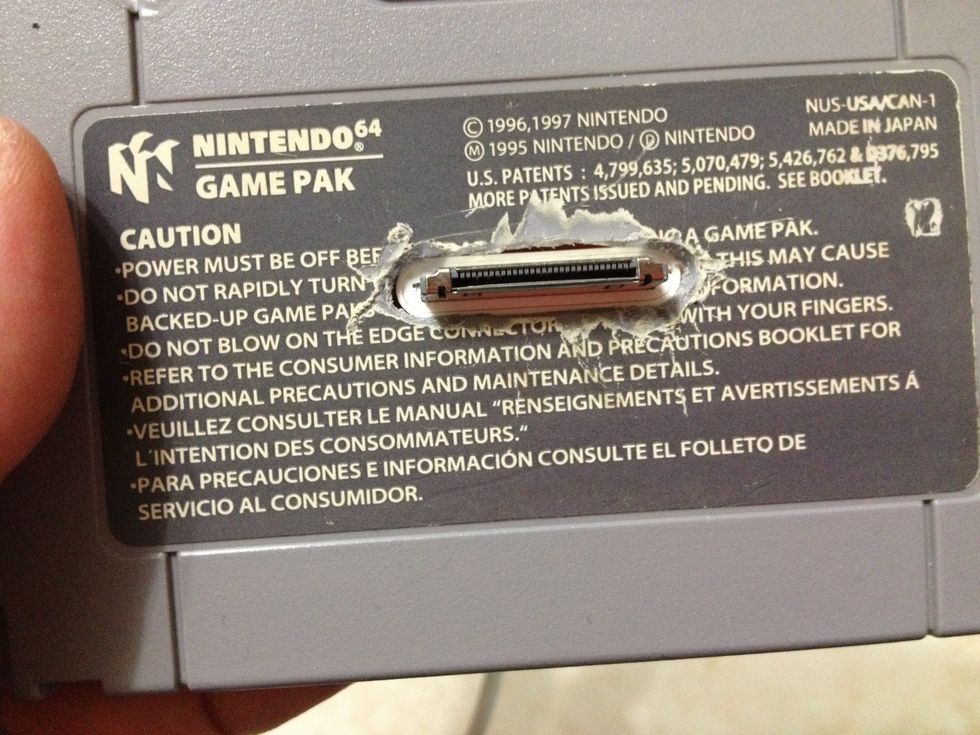 NINTENDO64®
GAME PAK
© 1996,1997 NINTENDO
Ⓜ 1995 NINTENDO / Ⓟ NINTENDO
NUS-USA/CAN-1
MADE IN JAPAN
U.S. PATENTS : 4,799,635; 5,070,479; 5,426,762 & D376,795
MORE PATENTS ISSUED AND PENDING. SEE BOOKLET.
CAUTION
•POWER MUST BE OFF A GAME PAK.
•DO NOT RAPIDLY TURN THIS MAY CAUSE
BACKED-UP GAME
•DO NOT BLOW ON THE EDGE CONNECTOR WITH YOUR FINGERS.
•REFER TO THE CONSUMER INFORMATION AND PRECAUTIONS BOOKLET FOR
ADDITIONAL PRECAUTIONS AND MAINTENANCE DETAILS.
•VEUILLEZ CONSULTER LE MANUAL "RENSEIGNEMENTS ET AVERTISSEMENTS Á
L'INTENTION DES CONSOMMATEURS."
•PARA PRECAUCIONES E INFORMACIÓN CONSULTE EL FOLLETO DE
SERVICIO AL CONSUMIDOR.